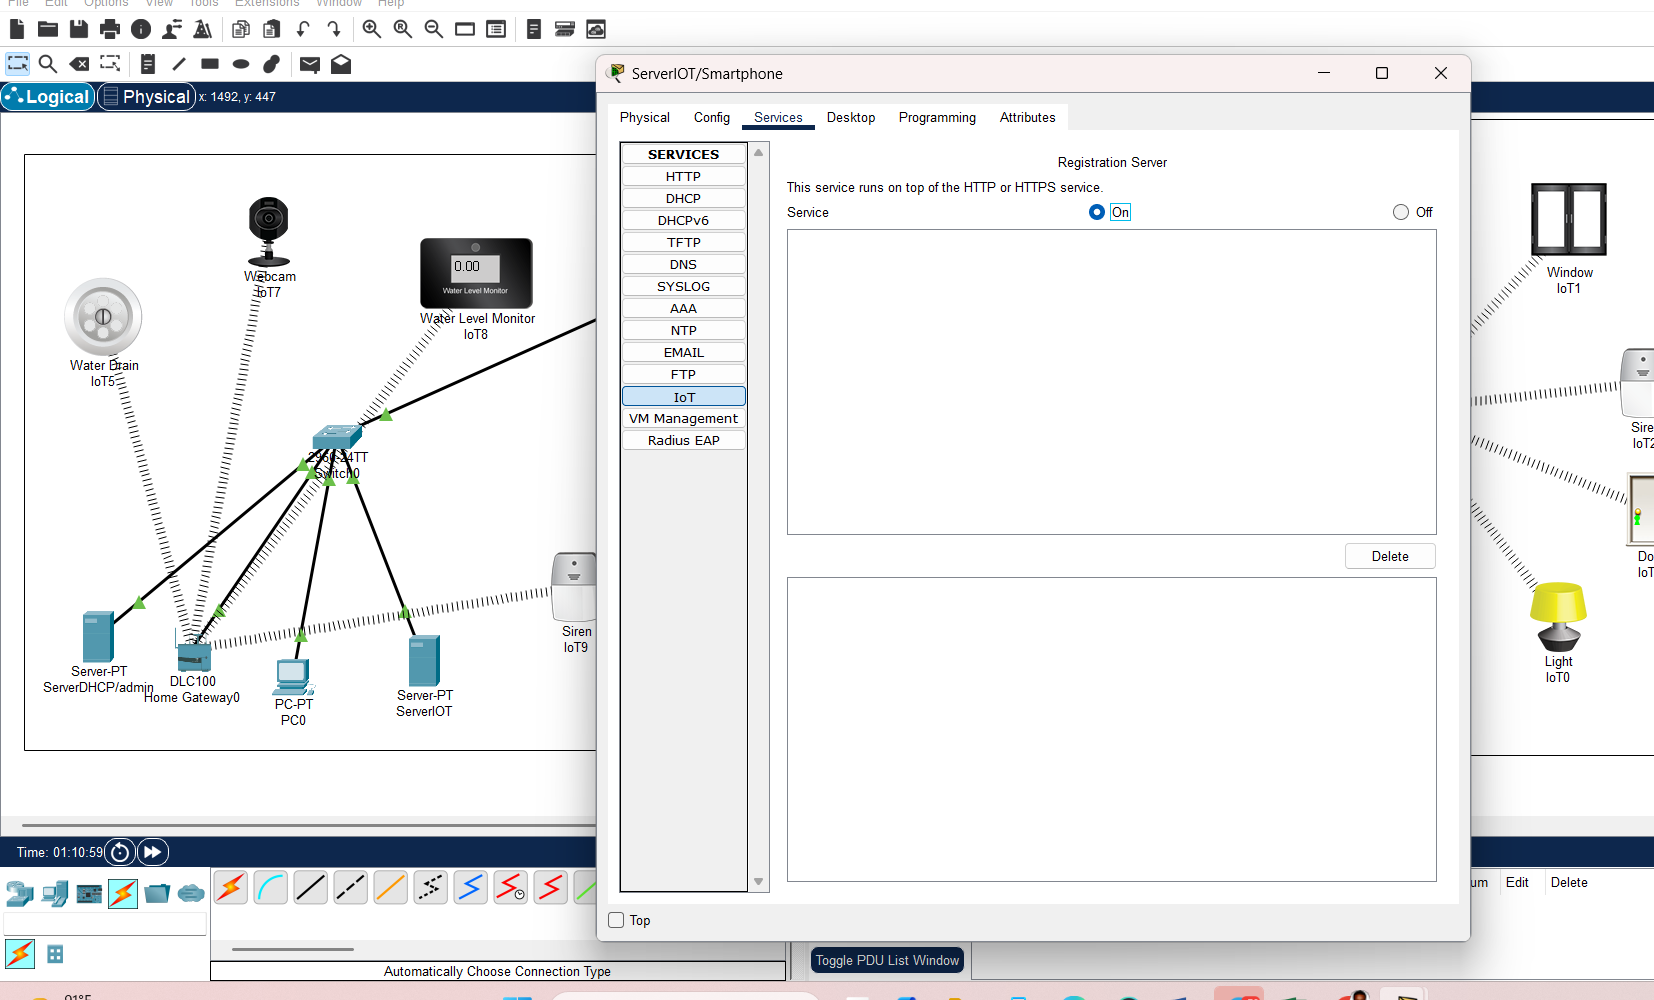 File Edit Options View Tools Extensions Window Help
Logical Physical x: 1492, y: 447
Webcam
IoT7
0.00
Water Level Monitor
Water Level Monitor
IoT8
Water Drain
IoT5
2960-24TT
Switch0
Siren
IoT9
Server-PT
ServerDHCP/admin
DLC100
Home Gateway0
PC-PT
PC0
Server-PT
ServerIOT
ServerIOT/Smartphone
Physical Config Services Desktop Programming Attributes
SERVICES
HTTP
DHCP
DHCPv6
TFTP
DNS
SYSLOG
AAA
NTP
EMAIL
FTP
IoT
VM Management
Radius EAP
Registration Server
This service runs on top of the HTTP or HTTPS service.
Service On Off
Delete
Top
Window
IoT1
Sire
IoT2
Do
IoT
Light
IoT0
Time: 01:10:59
um Edit Delete
Toggle PDU List Window
Automatically Choose Connection Type
91°F